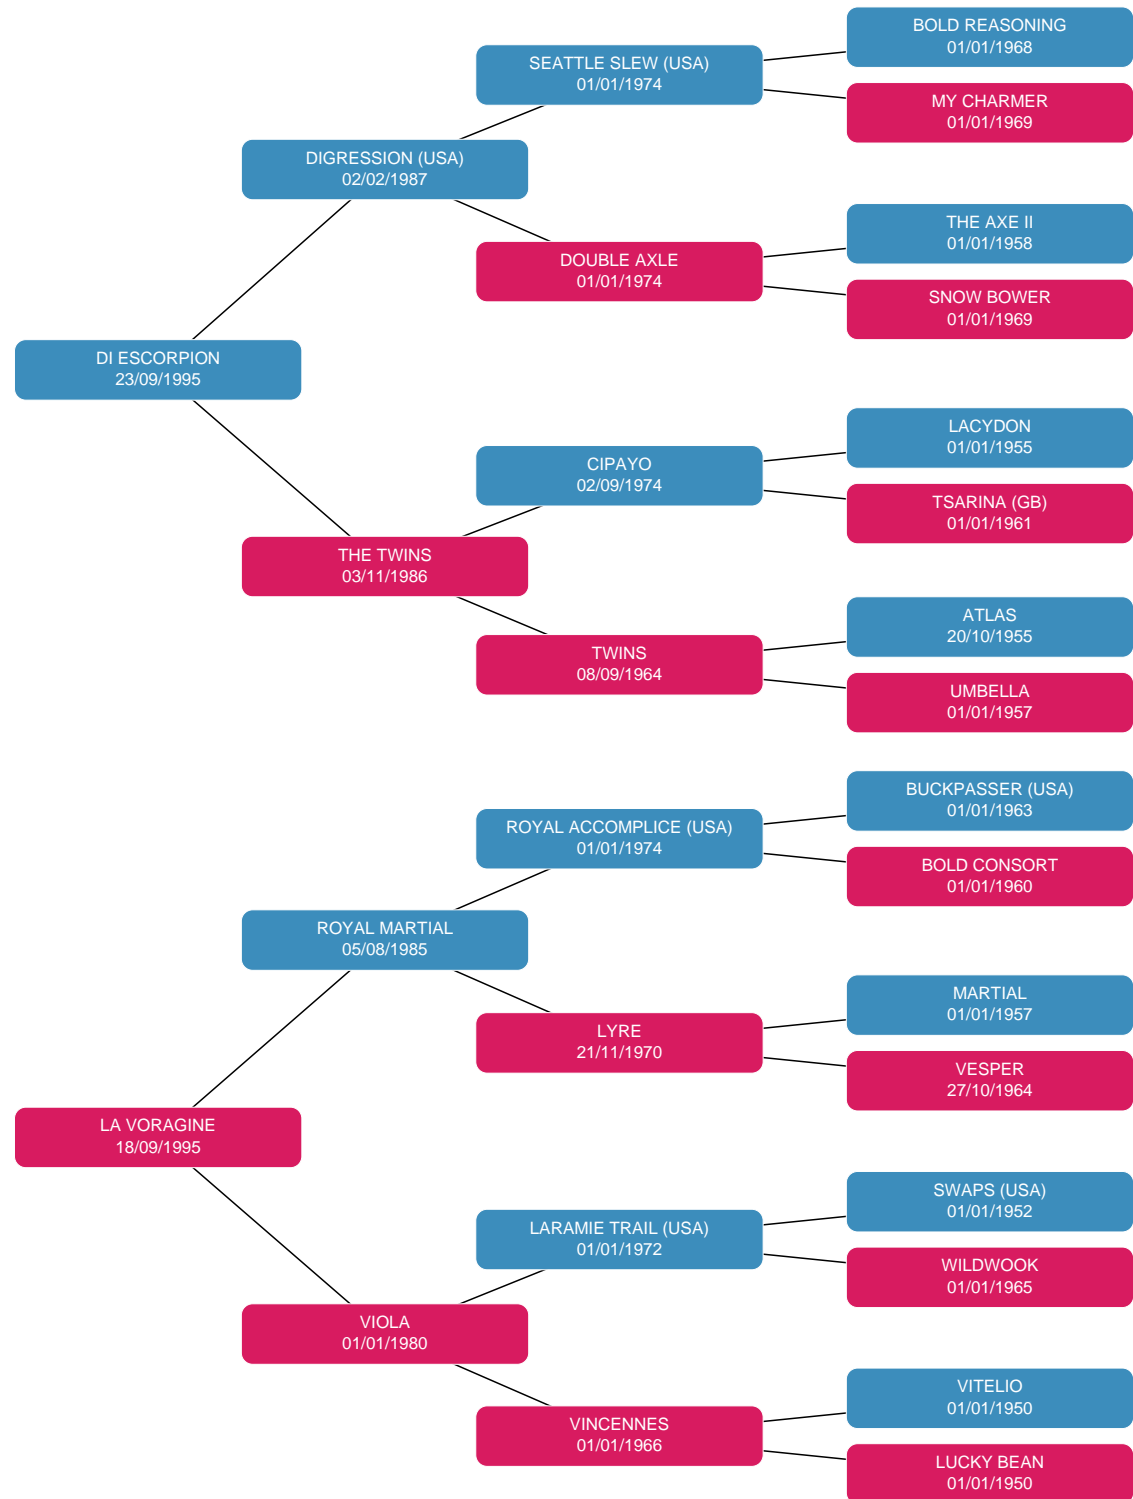 BOLD REASONING
01/01/1968
SEATTLE SLEW (USA)
01/01/1974
MY CHARMER
01/01/1969
DIGRESSION (USA)
02/02/1987
THE AXE II
01/01/1958
DOUBLE AXLE
01/01/1974
SNOW BOWER
01/01/1969
DI ESCORPION
23/09/1995
LACYDON
01/01/1955
CIPAYO
02/09/1974
TSARINA (GB)
01/01/1961
THE TWINS
03/11/1986
ATLAS
20/10/1955
TWINS
08/09/1964
UMBELLA
01/01/1957
BUCKPASSER (USA)
01/01/1963
ROYAL ACCOMPLICE (USA)
01/01/1974
BOLD CONSORT
01/01/1960
ROYAL MARTIAL
05/08/1985
MARTIAL
01/01/1957
LYRE
21/11/1970
VESPER
27/10/1964
LA VORAGINE
18/09/1995
SWAPS (USA)
01/01/1952
LARAMIE TRAIL (USA)
01/01/1972
WILDWOOK
01/01/1965
VIOLA
01/01/1980
VITELIO
01/01/1950
VINCENNES
01/01/1966
LUCKY BEAN
01/01/1950